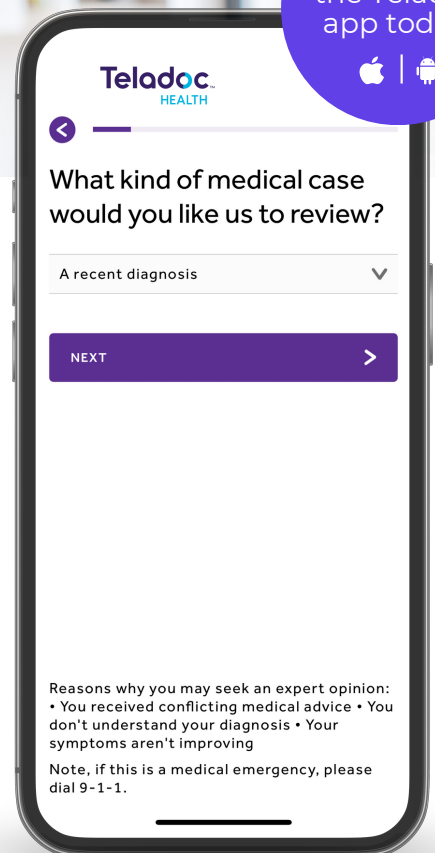 app tod
Teladoc™
HEALTH
What kind of medical case
would you like us to review?
A recent diagnosis
NEXT
Reasons why you may seek an expert opinion:
• You received conflicting medical advice • You
don't understand your diagnosis • Your
symptoms aren't improving
Note, if this is a medical emergency, please
dial 9-1-1.